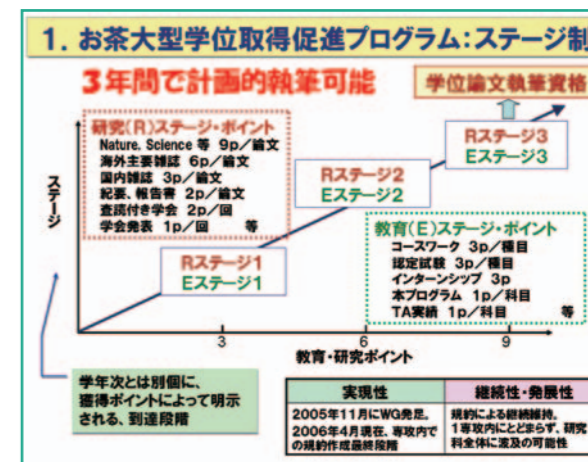 1. お茶大型学位取得促進プログラム:ステージ制
3年間で計画的執筆可能
学位論文執筆資格
研究(R)ステージ・ポイント
Nature, Science 等 9p/論文
海外主要雑誌 6p/論文
国内雑誌 3p/論文
紀要、報告書 2p/論文
査読付き学会 2p/回
学会発表 1p/回 等
Rステージ3
Eステージ3
Rステージ2
Eステージ2
Rステージ1
Eステージ1
教育(E)ステージ・ポイント
コースワーク 3p/種目
認定試験 3p/種目
インターンシップ 3p
本プログラム 1p/科目
TA実績 1p/科目 等
ステージ
3
6
9
教育・研究ポイント
学年次とは別個に、
獲得ポイントによって明示
される、到達段階
実現性
継続性・発展性
2005年11月にWG発足。
2006年4月現在、専攻内で
の規約作成最終段階
規約による継続維持。
1専攻内にとどまらず、研究
科全体に波及の可能性